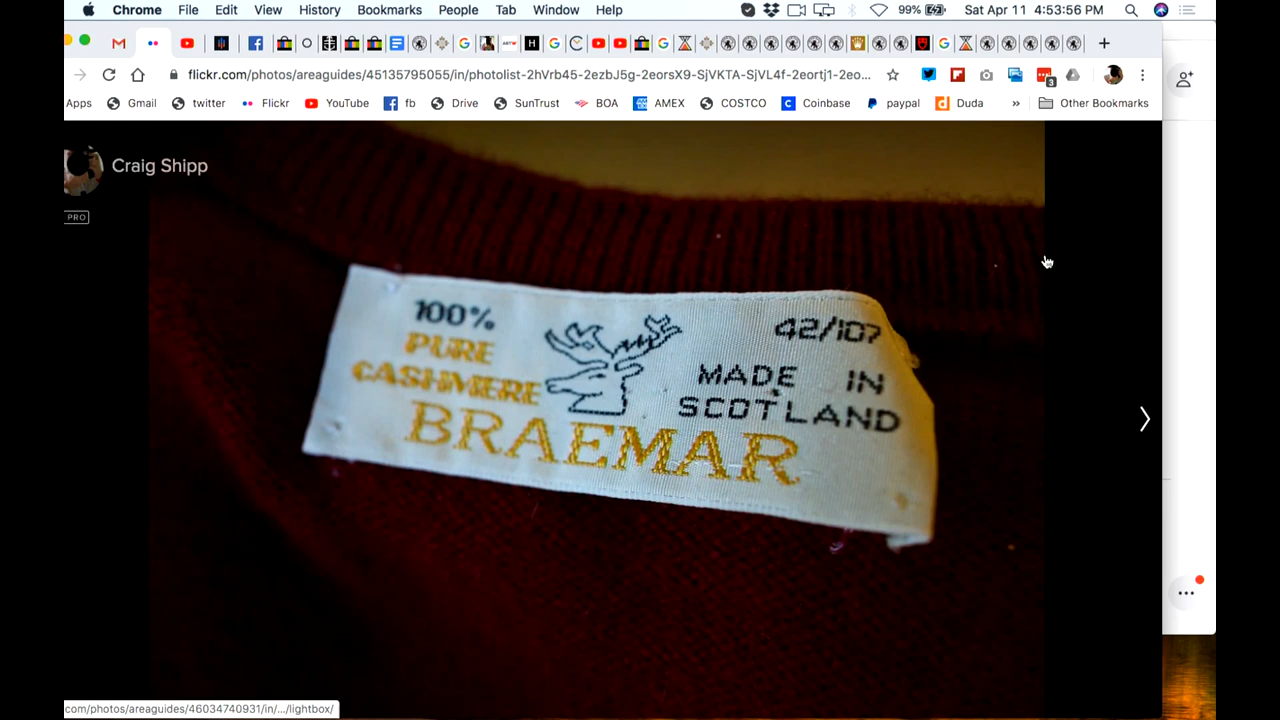 Chrome File Edit View History Bookmarks People Tab Window Help 99% Sat Apr 11 4:53:56 PM
flickr.com/photos/areaguides/45135795055/in/photolist-2hVrb45-2ezbJ5g-2eorsX9-SjVKTA-SjVL4f-2eortj1-2eo...
3
Apps Gmail twitter Flickr YouTube fb Drive SunTrust BOA AMEX COSTCO Coinbase paypal Duda » Other Bookmarks
Craig Shipp
PRO
100%
PURE
CASHMERE
BRAEMAR
42/107
MADE IN
SCOTLAND
com/photos/areaguides/46034740931/in/.../lightbox/